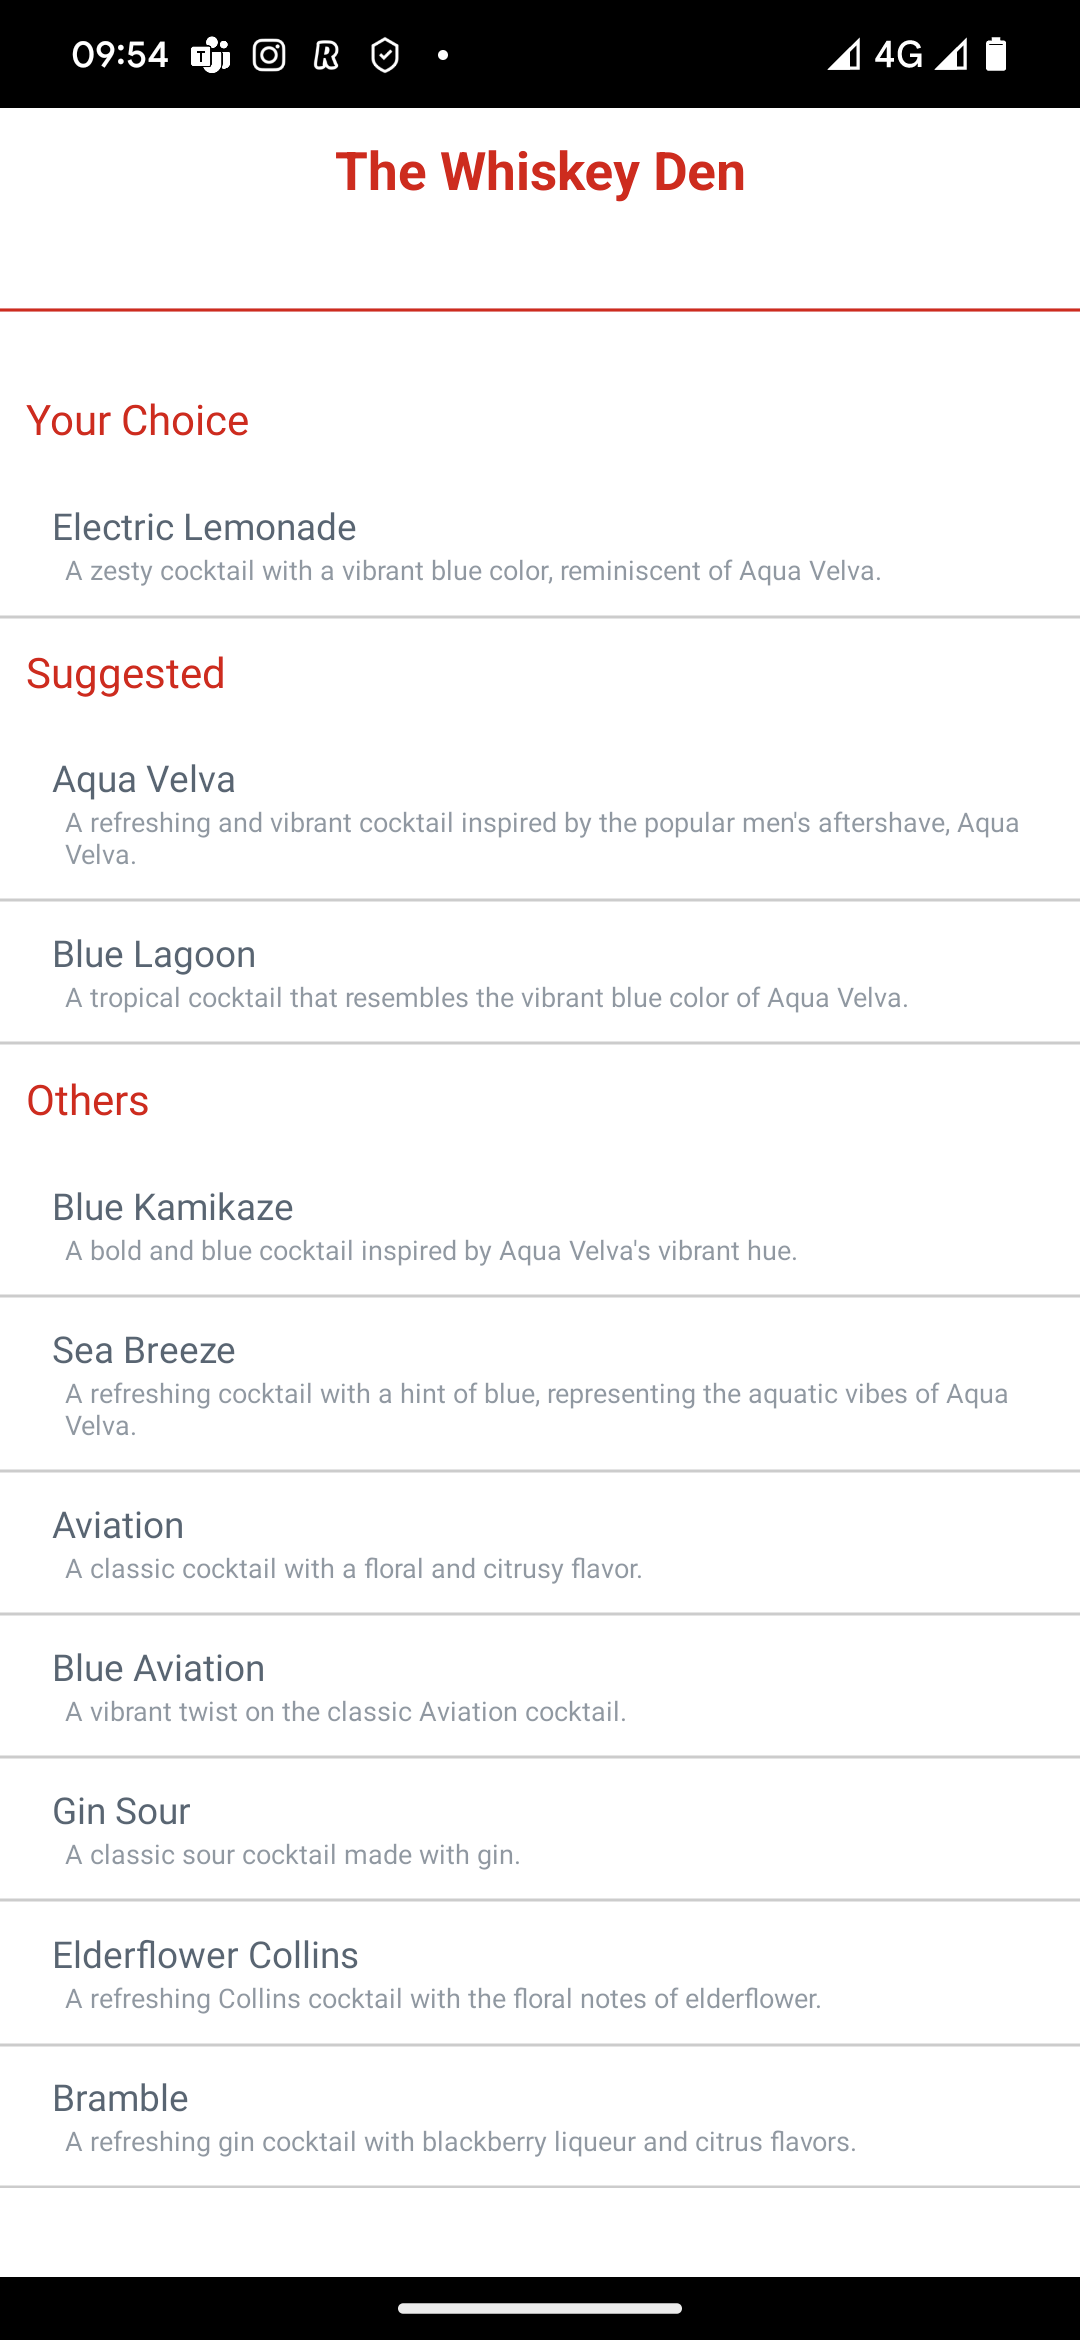 09:54
4G
The Whiskey Den
Your Choice
Electric Lemonade
A zesty cocktail with a vibrant blue color, reminiscent of Aqua Velva.
Suggested
Aqua Velva
A refreshing and vibrant cocktail inspired by the popular men's aftershave, Aqua
Velva.
Blue Lagoon
A tropical cocktail that resembles the vibrant blue color of Aqua Velva.
Others
Blue Kamikaze
A bold and blue cocktail inspired by Aqua Velva's vibrant hue.
Sea Breeze
A refreshing cocktail with a hint of blue, representing the aquatic vibes of Aqua
Velva.
Aviation
A classic cocktail with a floral and citrusy flavor.
Blue Aviation
A vibrant twist on the classic Aviation cocktail.
Gin Sour
A classic sour cocktail made with gin.
Elderflower Collins
A refreshing Collins cocktail with the floral notes of elderflower.
Bramble
A refreshing gin cocktail with blackberry liqueur and citrus flavors.